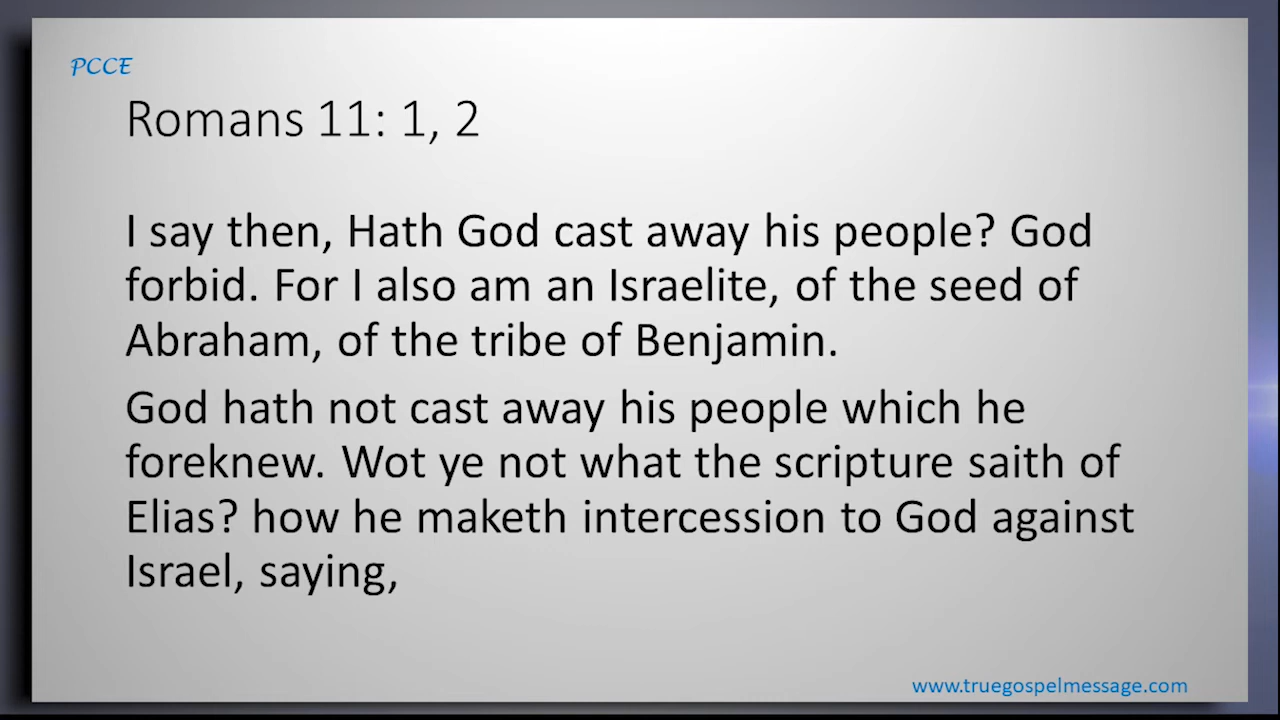 PCCE
Romans 11: 1, 2
I say then, Hath God cast away his people? God
forbid. For I also am an Israelite, of the seed of
Abraham, of the tribe of Benjamin.
God hath not cast away his people which he
foreknew. Wot ye not what the scripture saith of
Elias? how he maketh intercession to God against
Israel, saying,
www.truegospelmessage.com